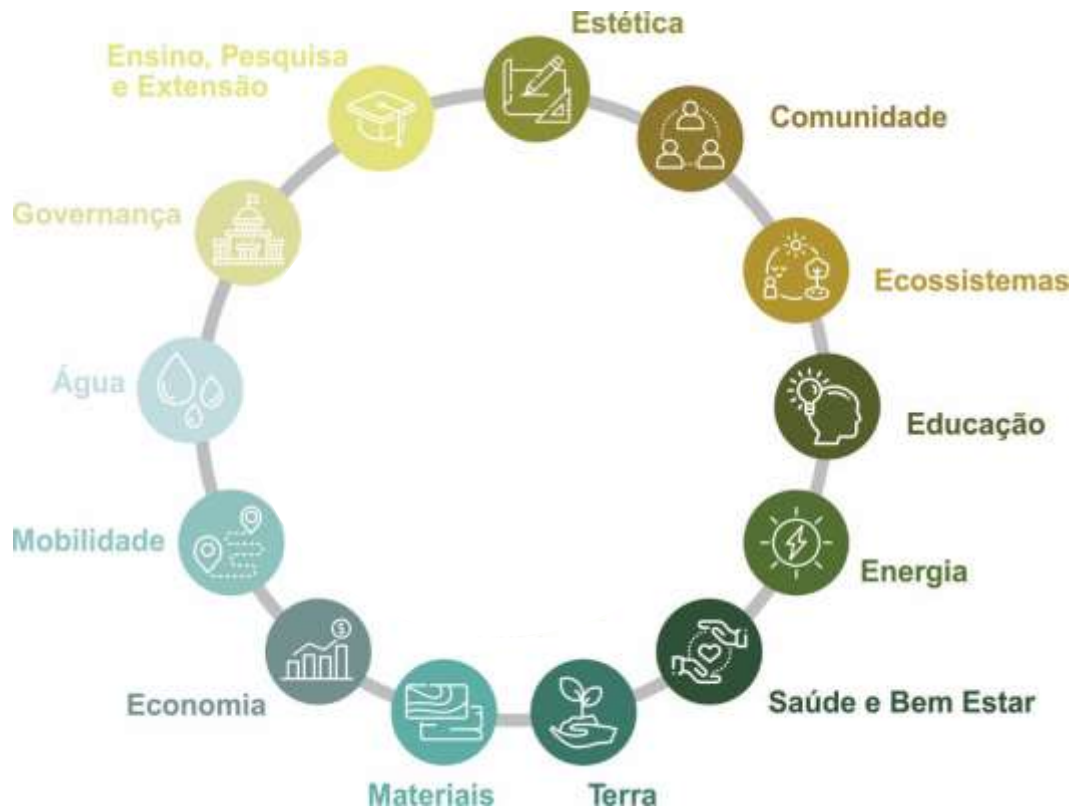 Estética
Ensino, Pesquisa
e Extensão
Comunidade
Governança
Ecossistemas
Água
Educação
Mobilidade
Energia
Economia
Saúde e Bem Estar
Materiais
Terra